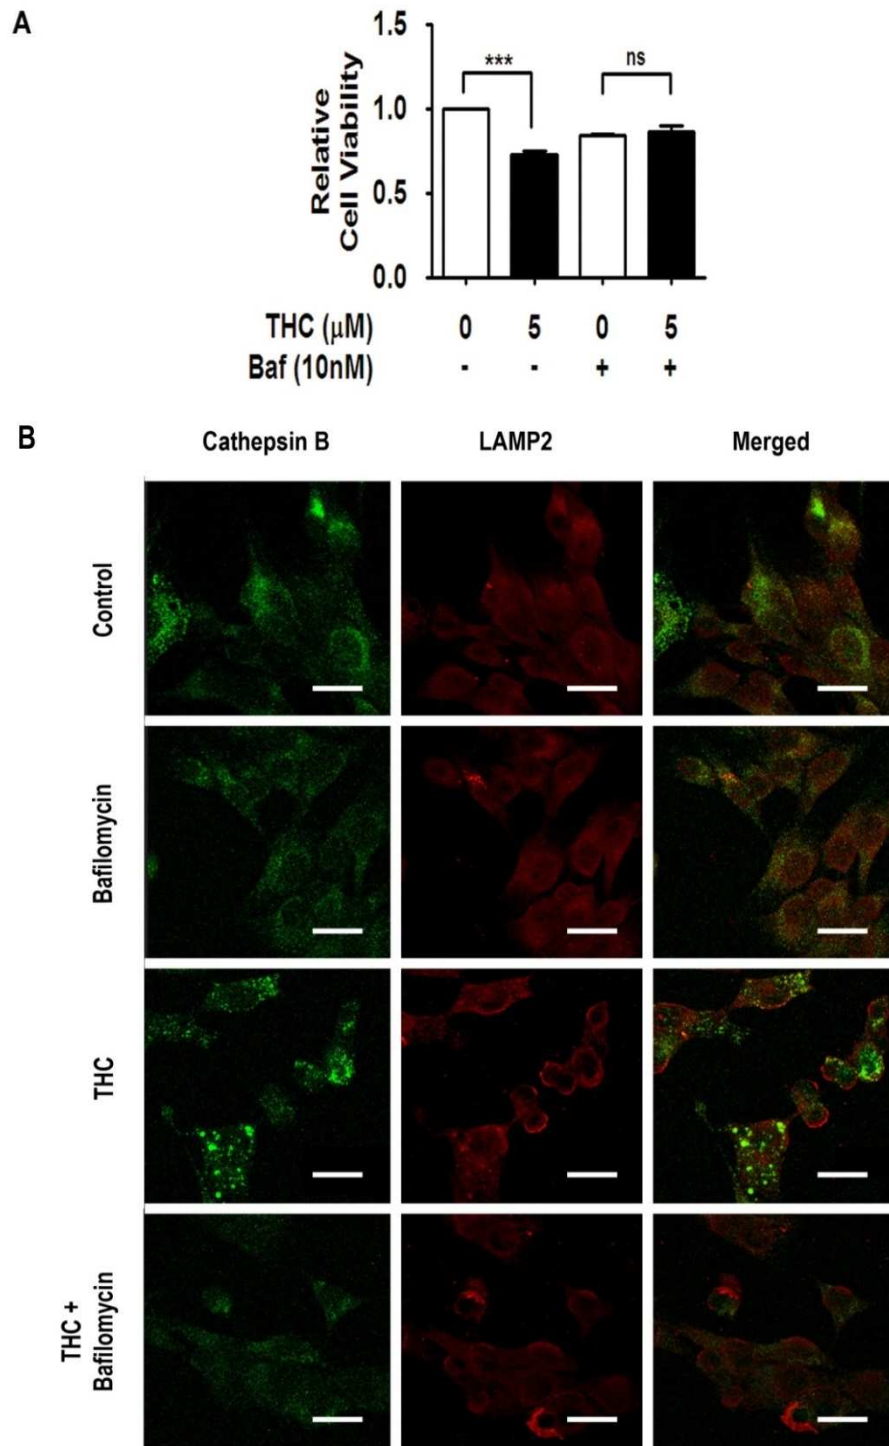 A
Relative
Cell Viability
1.5
1.0
0.5
0.0
***
ns
THC (μM) 0 5 0 5
Baf (10nM) - - + +
B
Cathepsin B LAMP2 Merged
Control
Bafilomycin
THC
THC +
Bafilomycin